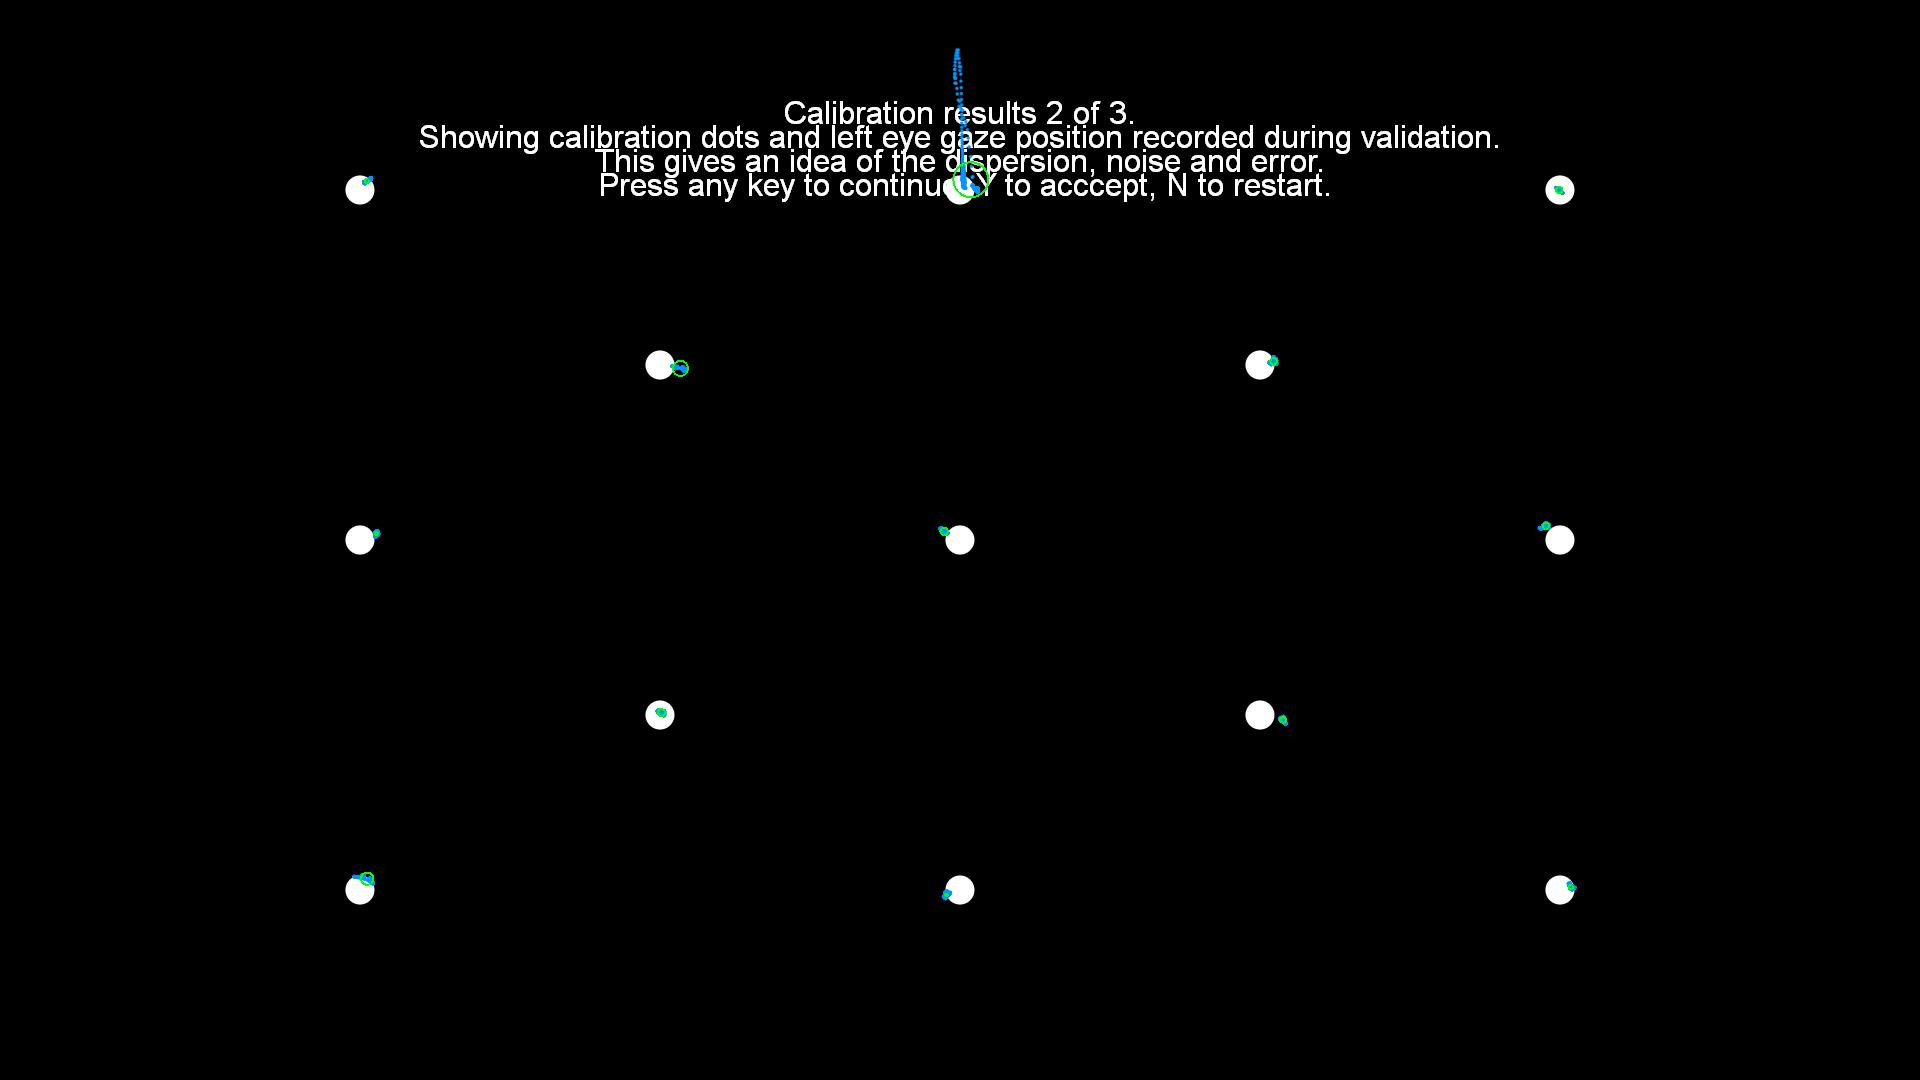 Calibration results 2 of 3.
Showing calibration dots and left eye gaze position recorded during validation.
This gives an idea of the dispersion, noise and error.
Press any key to continue, Y to acccept, N to restart.